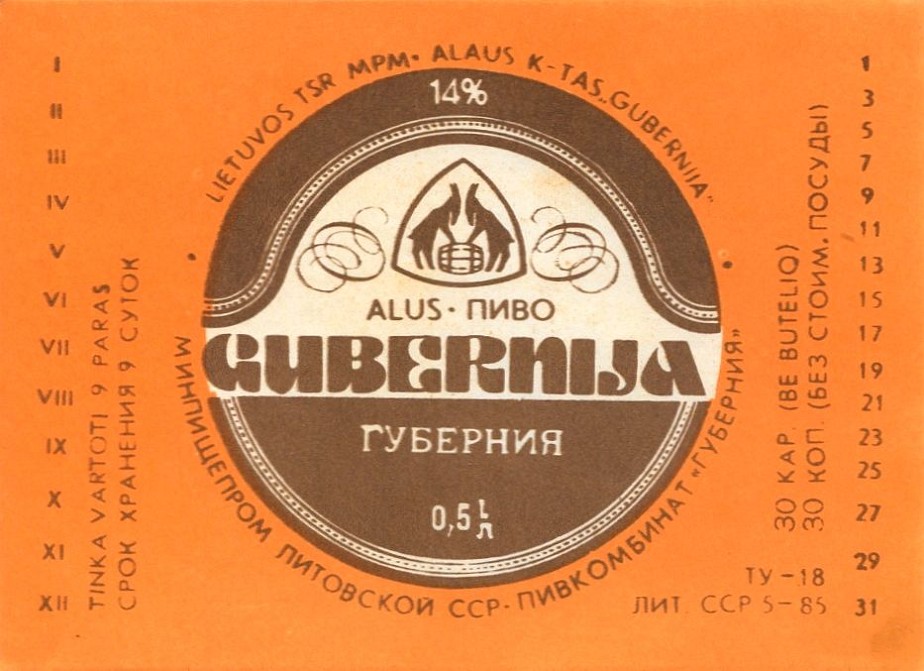 LIETUVOS TSR MPM • ALAUS K-TAS „GUBERNIJA"
14%
ALUS • ПИВО
GUBERNIJA
ГУБЕРНИЯ
0,5 L
Л
МИНПИЩЕПРОМ ЛИТОВСКОЙ ССР • ПИВКОМБИНАТ «ГУБЕРНИЯ»
I
II
III
IV
V
VI
VII
VIII
IX
X
XI
XII
TINKA VARTOTI 9 PARAS
СРОК ХРАНЕНИЯ 9 СУТОК
30 KAP. (BE BUTELIO)
30 КОП. (БЕЗ СТОИМ. ПОСУДЫ)
ТУ-18
ЛИТ. ССР 5-85
1
3
5
7
9
11
13
15
17
19
21
23
25
27
29
31